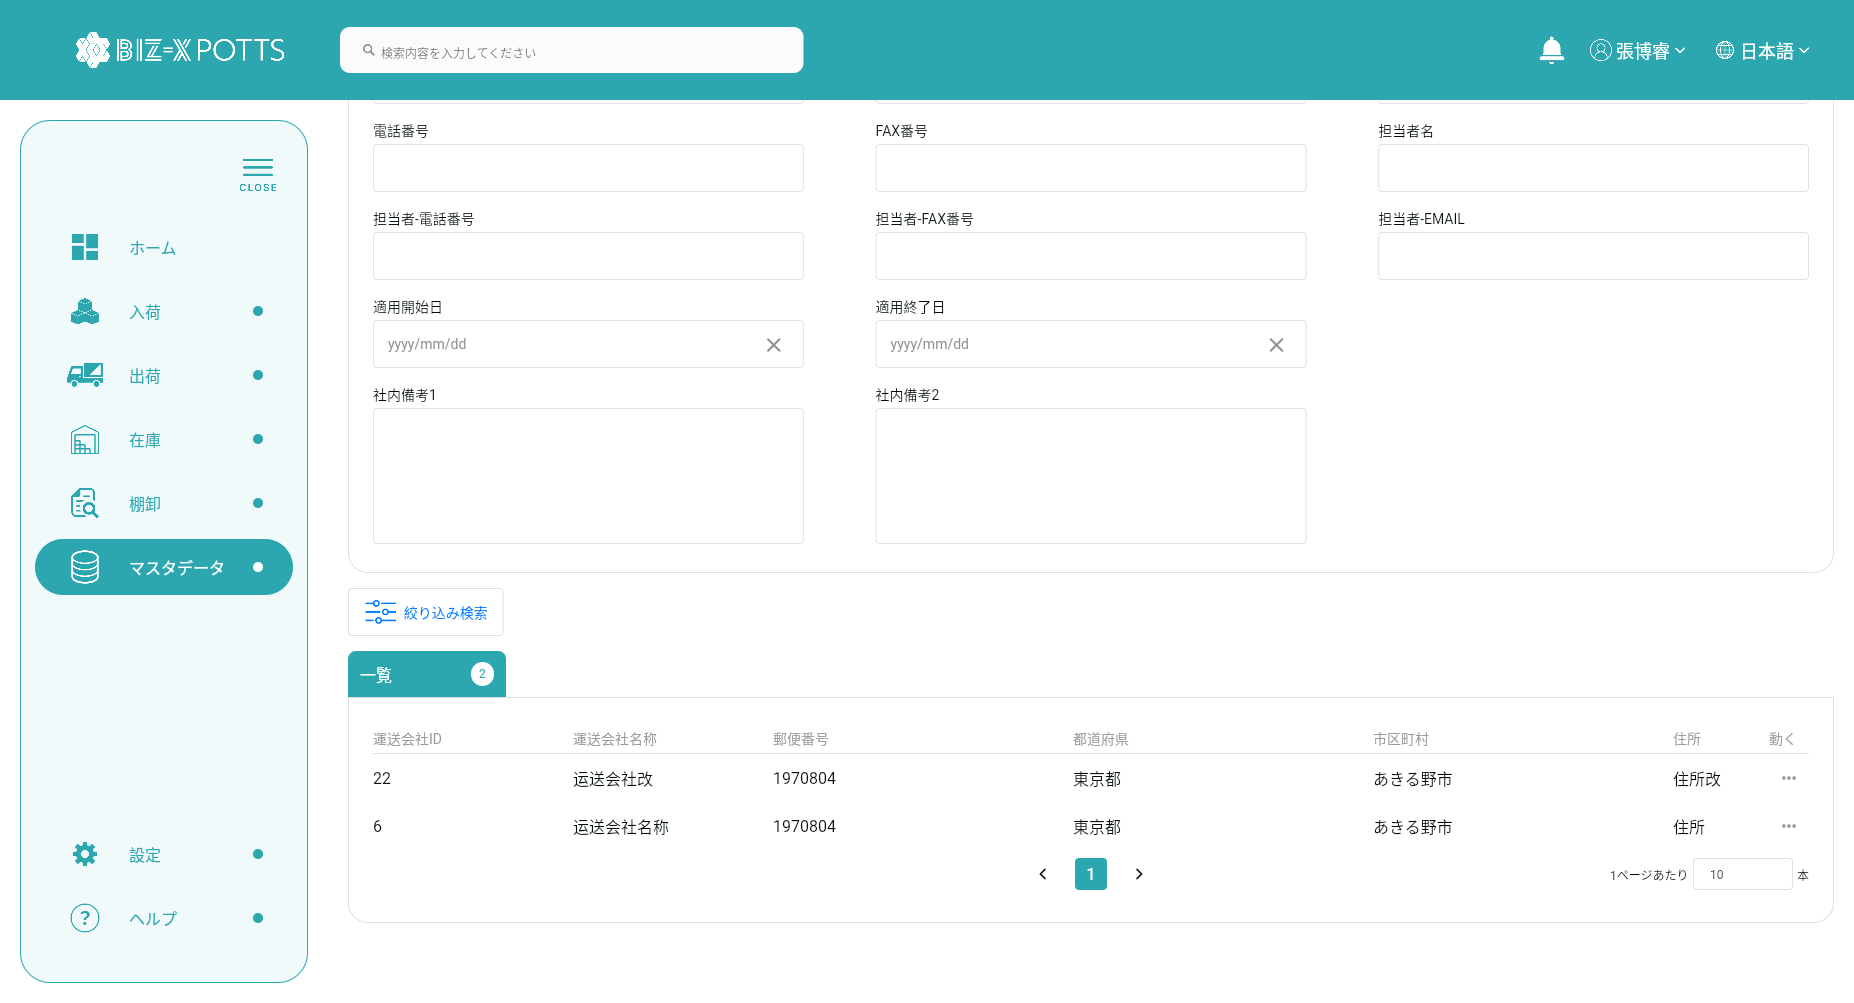 BIZ-X POTTS
検索内容を入力してください
張博睿
日本語
CLOSE
ホーム
入荷
出荷
在庫
棚卸
マスタデータ
設定
ヘルプ
電話番号
FAX番号
担当者名
担当者-電話番号
担当者-FAX番号
担当者-EMAIL
適用開始日
適用終了日
yyyy/mm/dd
yyyy/mm/dd
社内備考1
社内備考2
絞り込み検索
一覧 2
運送会社ID 運送会社名称 郵便番号 都道府県 市区町村 住所 動く
22 运送会社改 1970804 東京都 あきる野市 住所改
6 运送会社名称 1970804 東京都 あきる野市 住所
1
1ページあたり 10 本